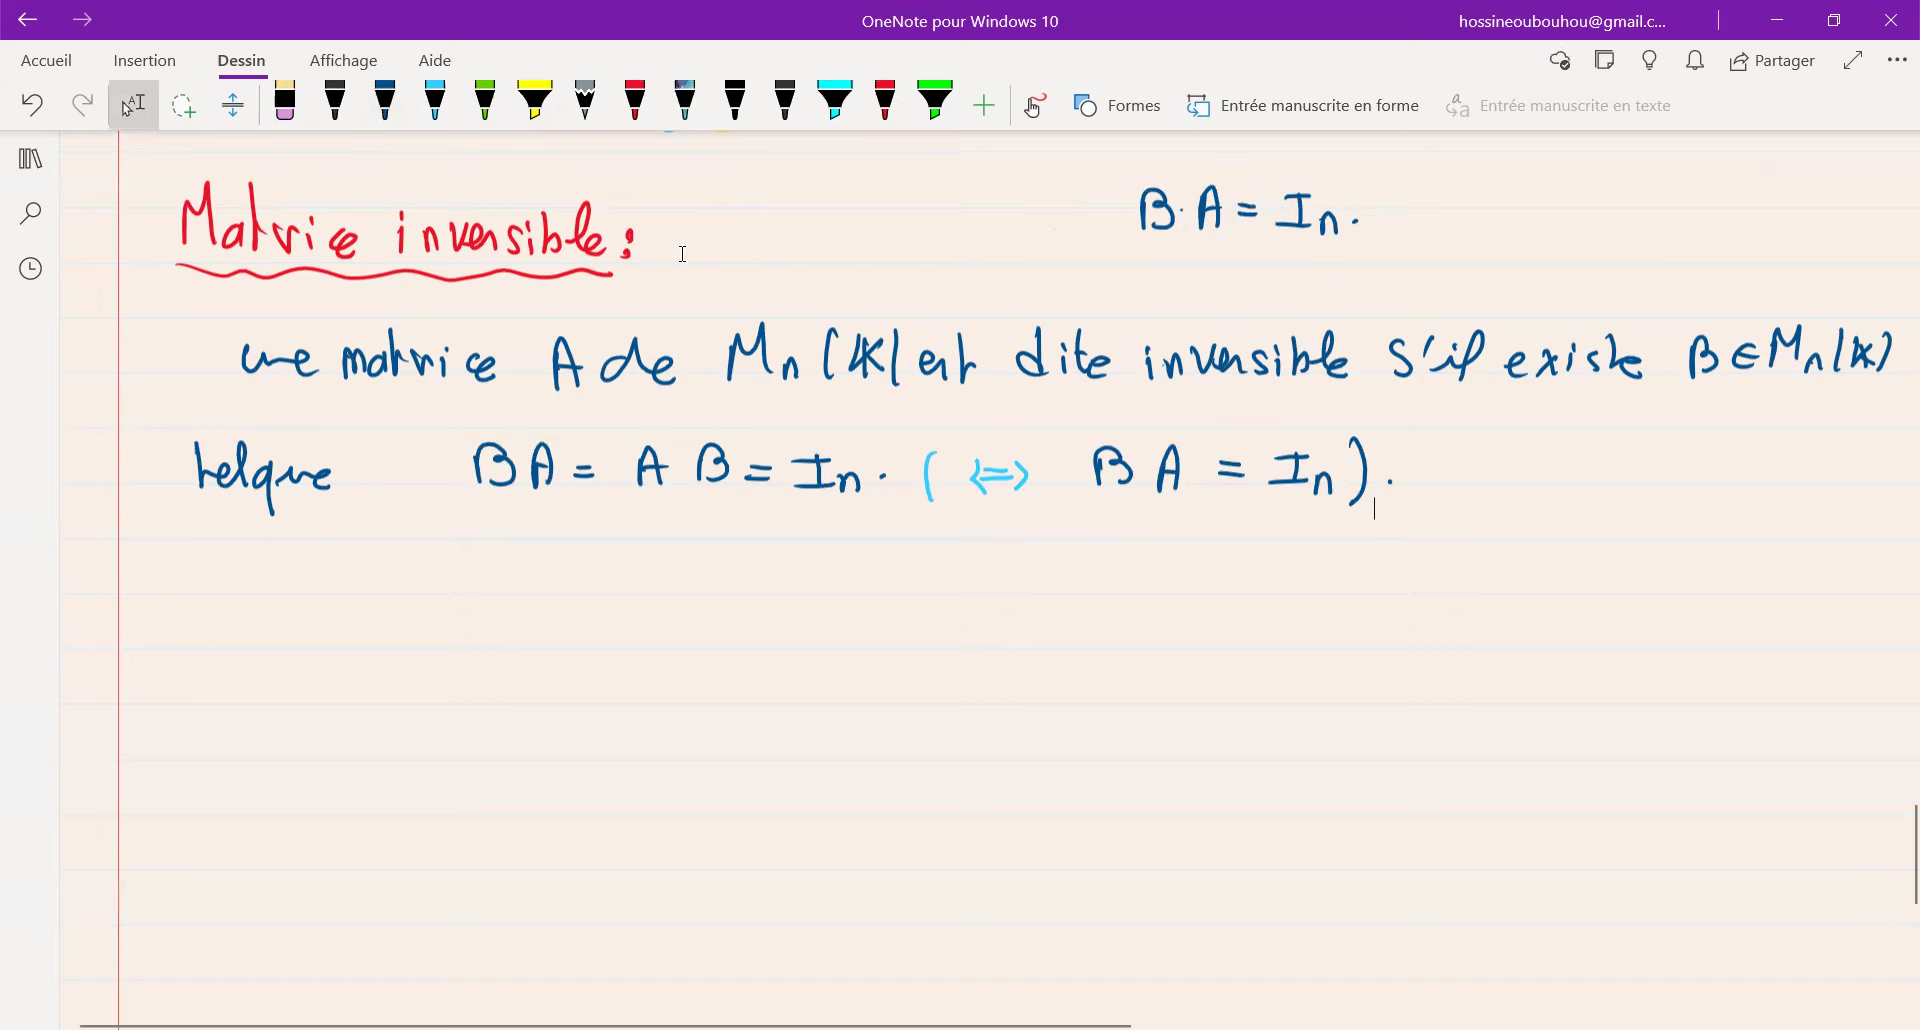 OneNote pour Windows 10
hossineoubouhou@gmail.c...
Accueil Insertion Dessin Affichage Aide
Partager
Formes Entrée manuscrite en forme Entrée manuscrite en texte
Matrice inversible :
B·A = In.
une matrice A de Mn(𝕂) est dite inversible s'il existe B ∈ Mn(𝕂)
telque BA = AB = In. (⇔ BA = In).